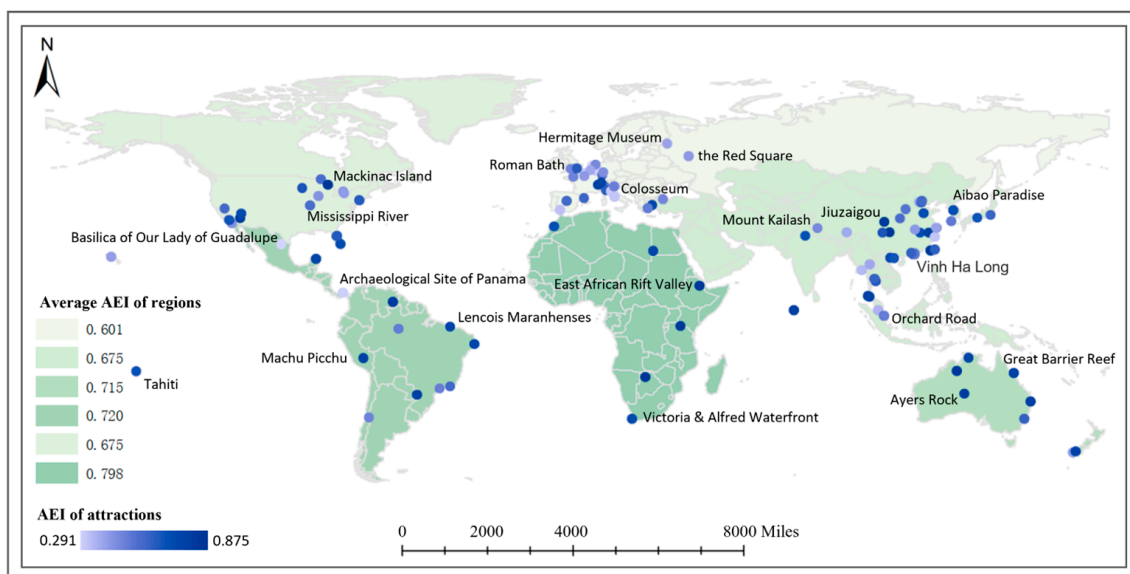 N
Hermitage Museum
the Red Square
Roman Bath
Mackinac Island
Colosseum
Aibao Paradise
Mississippi River
Mount Kailash
Jiuzaigou
Basilica of Our Lady of Guadalupe
Vinh Ha Long
Archaeological Site of Panama
East African Rift Valley
Average AEI of regions
Lencois Maranhenses
Orchard Road
0.601
0.675
Machu Picchu
Great Barrier Reef
0.715
Tahiti
Ayers Rock
0.720
Victoria & Alfred Waterfront
0.675
0.798
AEI of attractions
0.291 0.875
0 2000 4000 8000 Miles